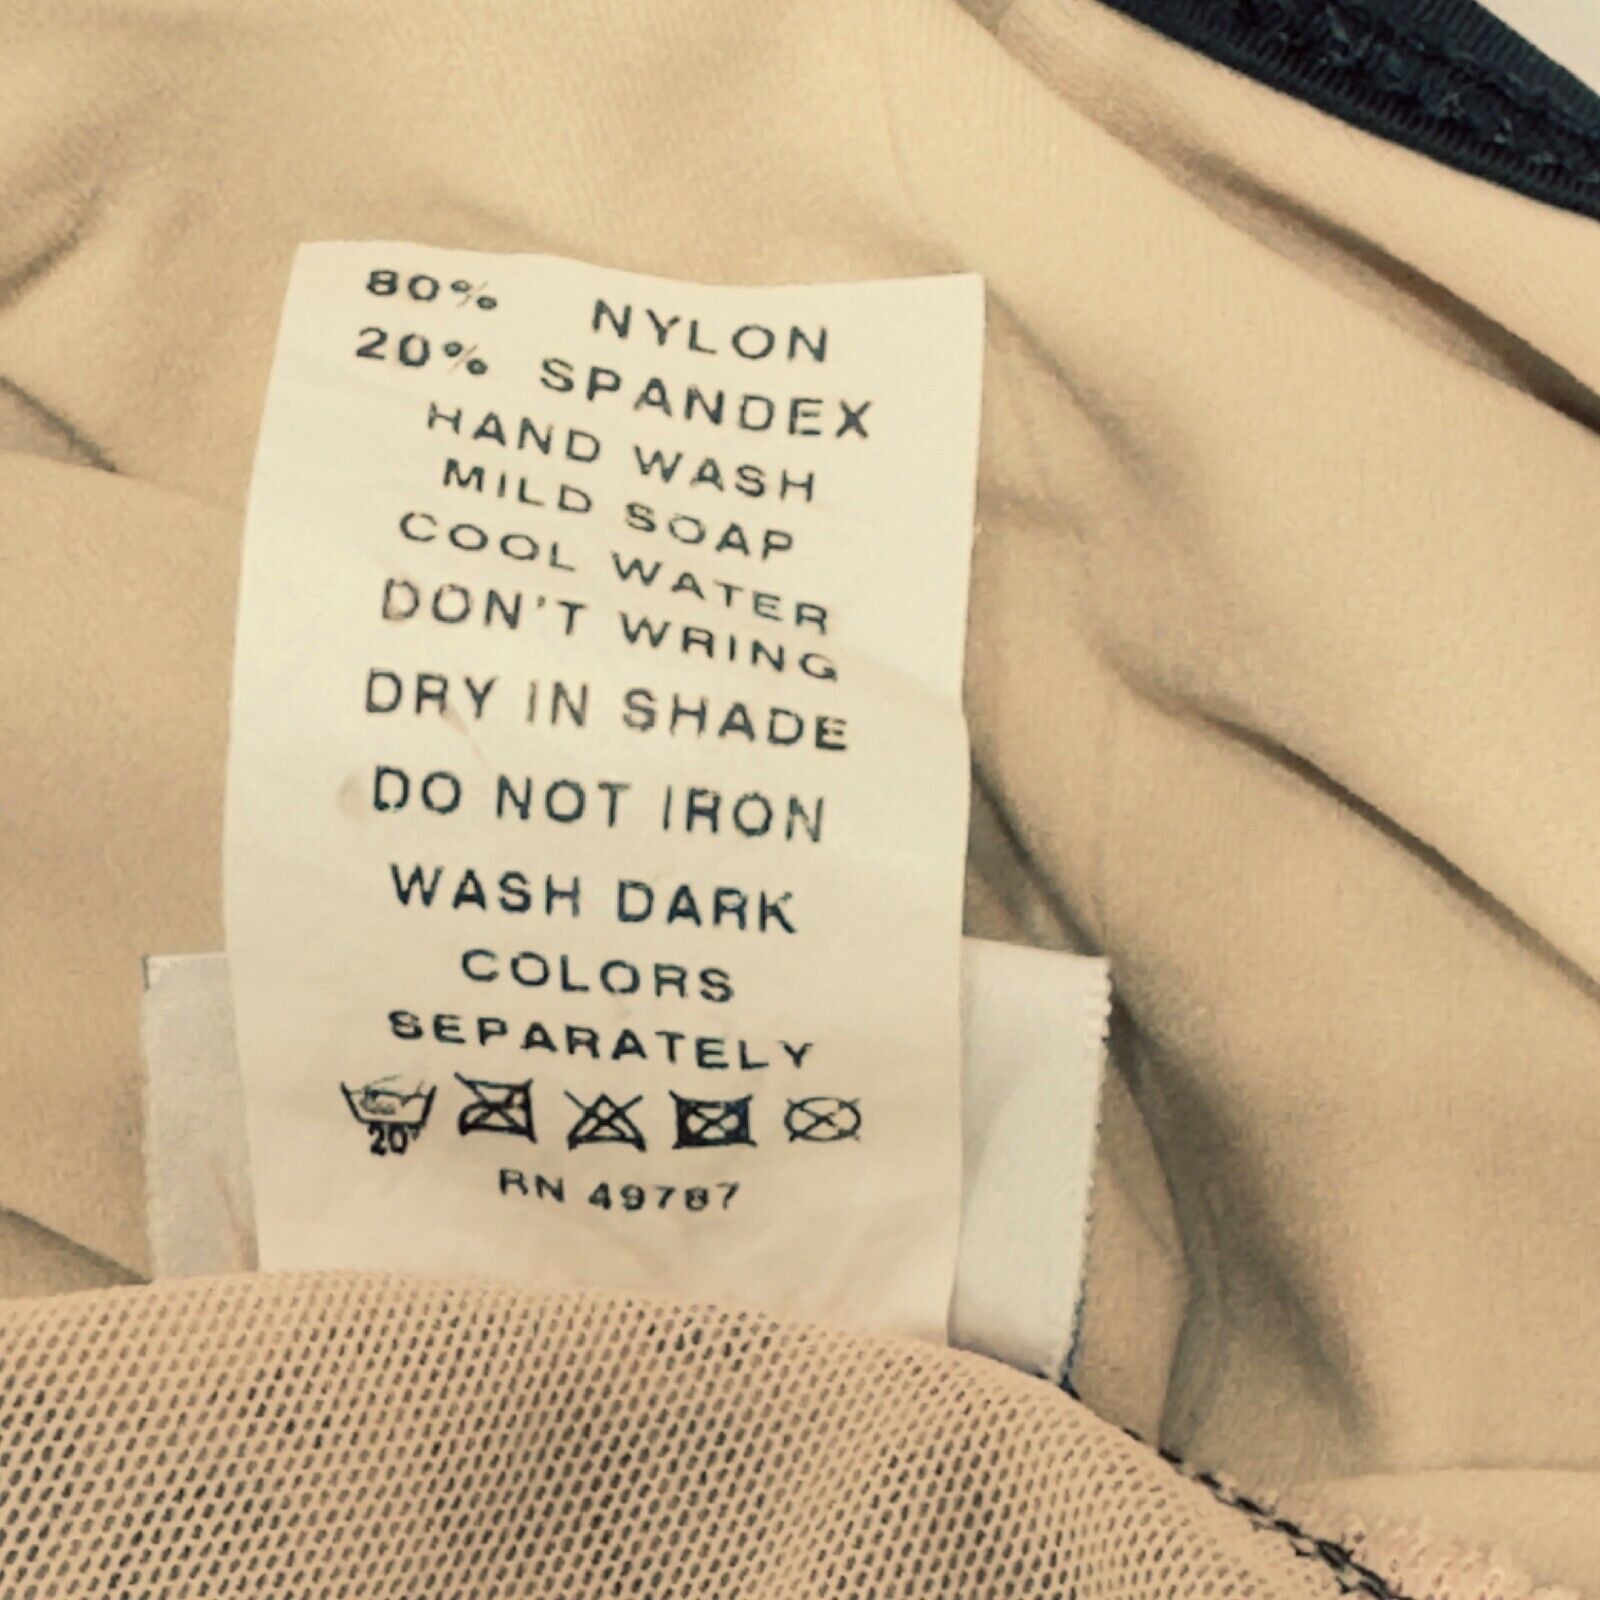 80% NYLON
20% SPANDEX
HAND WASH
MILD SOAP
COOL WATER
DON'T WRING
DRY IN SHADE
DO NOT IRON
WASH DARK
COLORS
SEPARATELY
20°
RN 49787